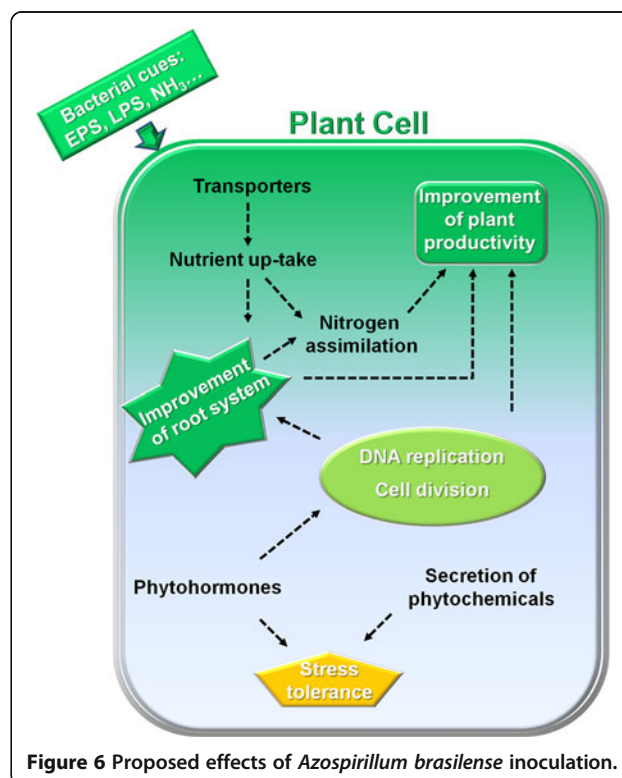 Bacterial cues:
EPS, LPS, NH₃...
Plant Cell
Transporters
Improvement
of plant
productivity
Nutrient up-take
Nitrogen
assimilation
Improvement
of root system
DNA replication
Cell division
Phytohormones
Secretion of
phytochemicals
Stress
tolerance
Figure 6 Proposed effects of Azospirillum brasilense inoculation.